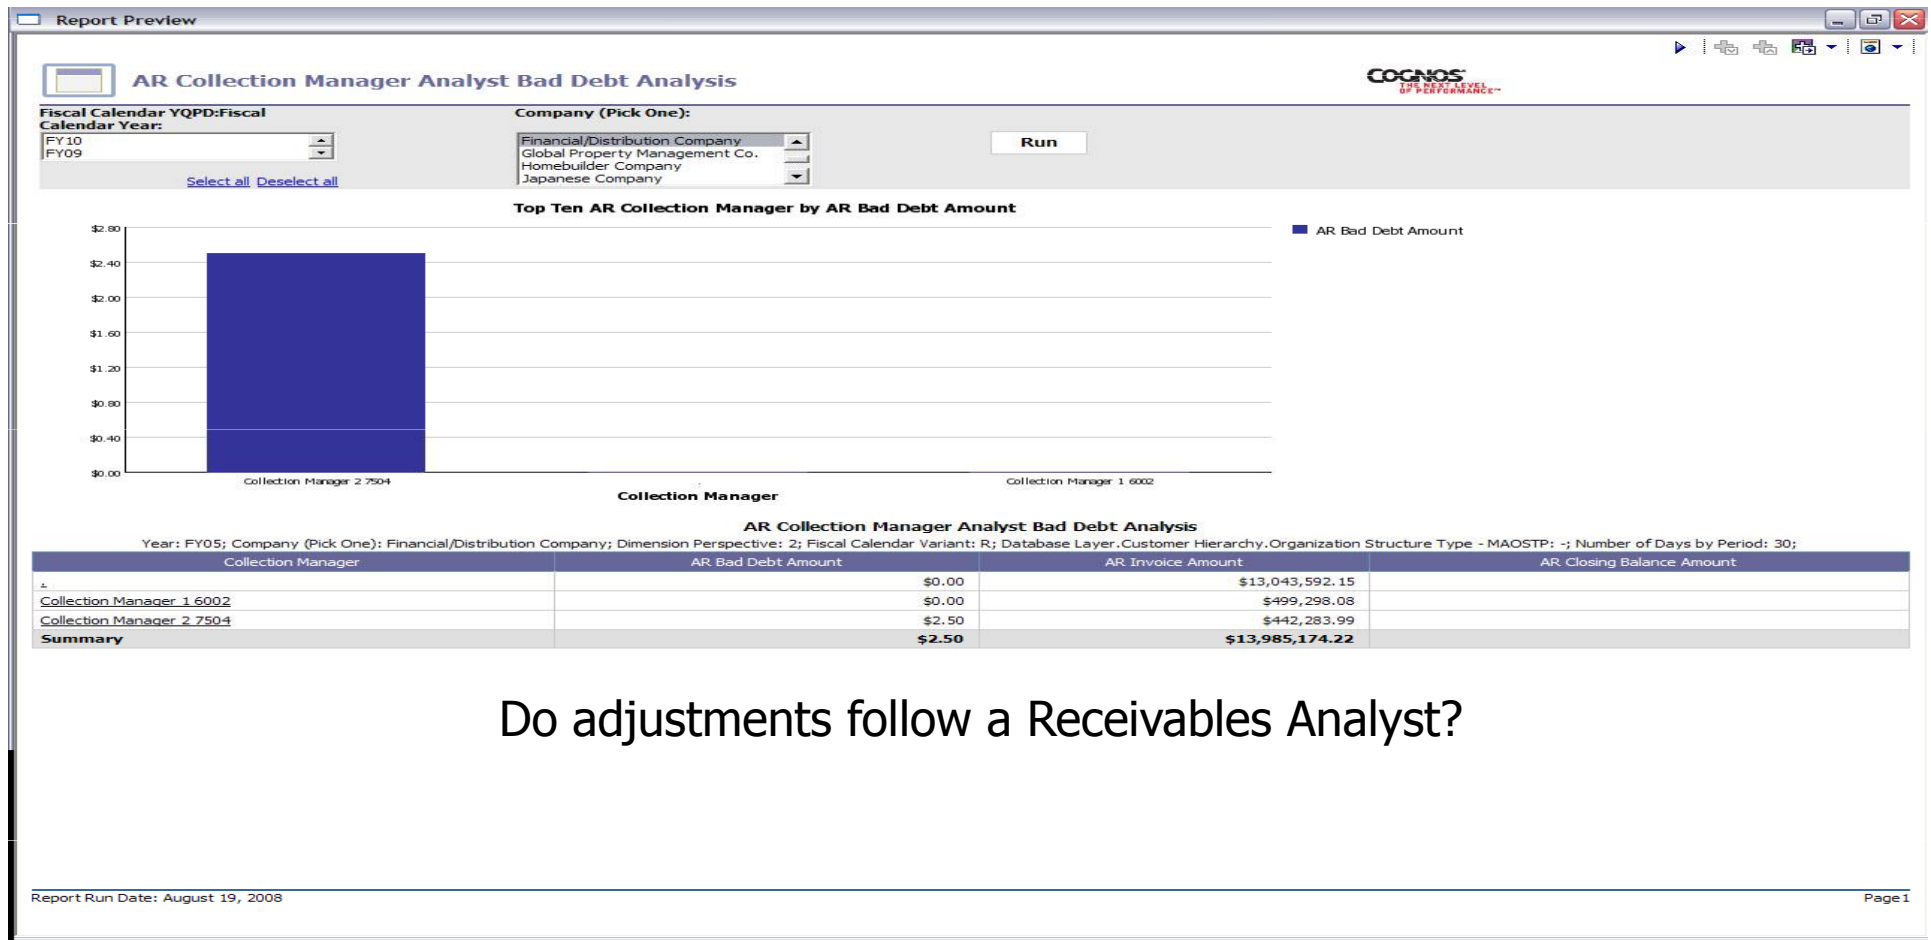 Report Preview
AR Collection Manager Analyst Bad Debt Analysis
COGNOS
THE NEXT LEVEL
OF PERFORMANCE™
Fiscal Calendar YQPD:Fiscal
Calendar Year:
Company (Pick One):
FY10
FY09
Financial/Distribution Company
Global Property Management Co.
Homebuilder Company
Japanese Company
Run
Select all Deselect all
Top Ten AR Collection Manager by AR Bad Debt Amount
AR Bad Debt Amount
$2.80
$2.40
$2.00
$1.60
$1.20
$0.80
$0.40
$0.00
Collection Manager 2 7504 . Collection Manager 1 6002
Collection Manager
AR Collection Manager Analyst Bad Debt Analysis
Year: FY05; Company (Pick One): Financial/Distribution Company; Dimension Perspective: 2; Fiscal Calendar Variant: R; Database Layer.Customer Hierarchy.Organization Structure Type - MAOSTP: -; Number of Days by Period: 30;
Collection Manager AR Bad Debt Amount AR Invoice Amount AR Closing Balance Amount
. $0.00 $13,043,592.15
Collection Manager 1 6002 $0.00 $499,298.08
Collection Manager 2 7504 $2.50 $442,283.99
Summary $2.50 $13,985,174.22
Do adjustments follow a Receivables Analyst?
Report Run Date: August 19, 2008 Page1